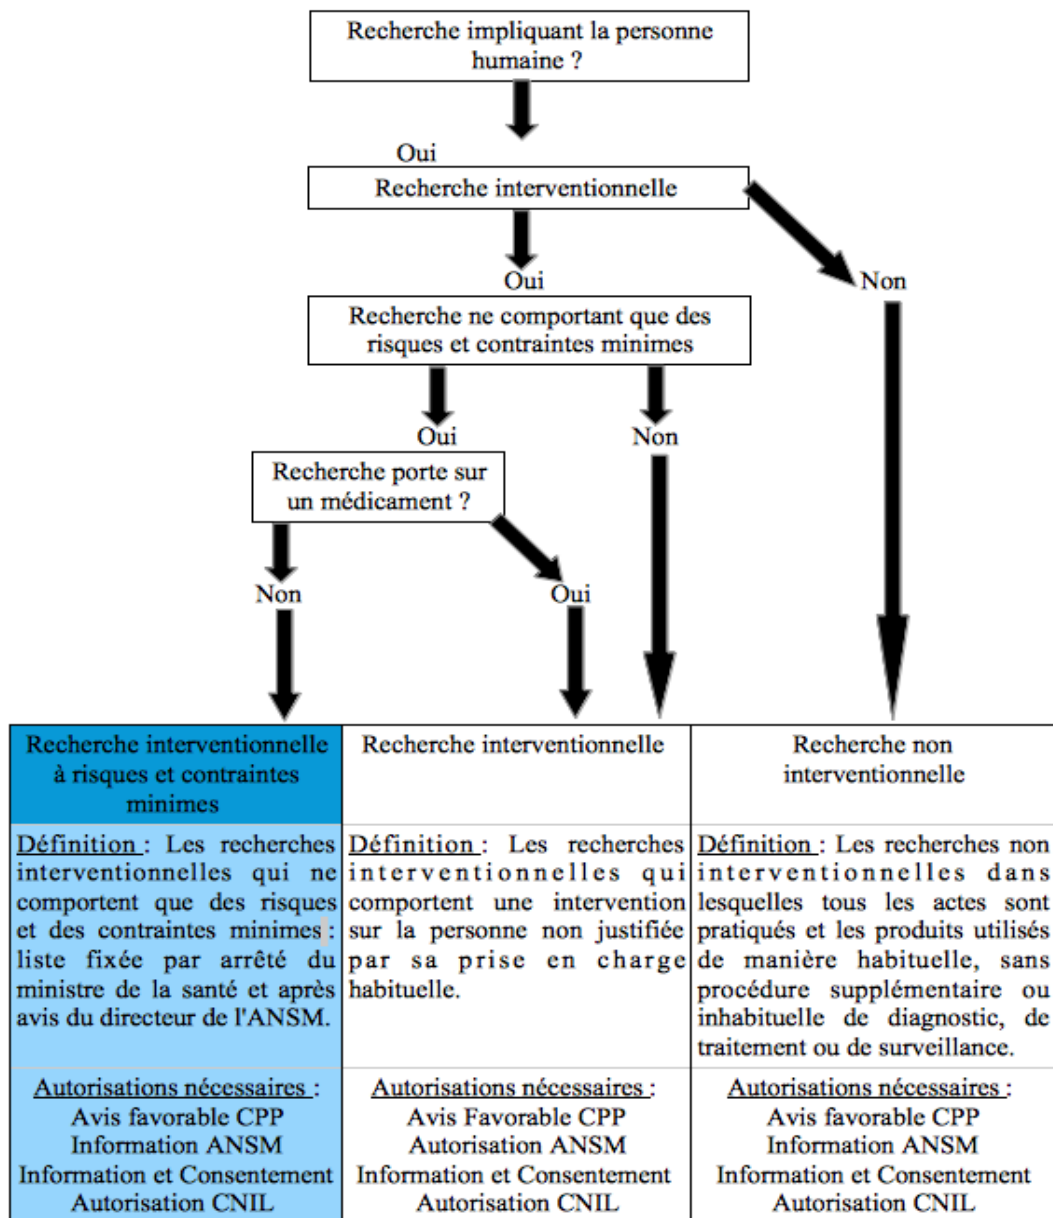 Recherche impliquant la personne
humaine ?
Oui
Recherche interventionnelle
Oui
Non
Recherche ne comportant que des
risques et contraintes minimes
Oui
Non
Recherche porte sur
un médicament ?
Non
Oui
Recherche interventionnelle
à risques et contraintes
minimes
Recherche interventionnelle
Recherche non
interventionnelle
Définition : Les recherches
interventionnelles qui ne
comportent que des risques
et des contraintes minimes :
liste fixée par arrêté du
ministre de la santé et après
avis du directeur de l'ANSM.
Définition : Les recherches
interventionnelles qui
comportent une intervention
sur la personne non justifiée
par sa prise en charge
habituelle.
Définition : Les recherches non
interventionnelles dans
lesquelles tous les actes sont
pratiqués et les produits utilisés
de manière habituelle, sans
procédure supplémentaire ou
inhabituelle de diagnostic, de
traitement ou de surveillance.
Autorisations nécessaires :
Avis favorable CPP
Information ANSM
Information et Consentement
Autorisation CNIL
Autorisations nécessaires :
Avis Favorable CPP
Autorisation ANSM
Information et Consentement
Autorisation CNIL
Autorisations nécessaires :
Avis favorable CPP
Information ANSM
Information et Consentement
Autorisation CNIL